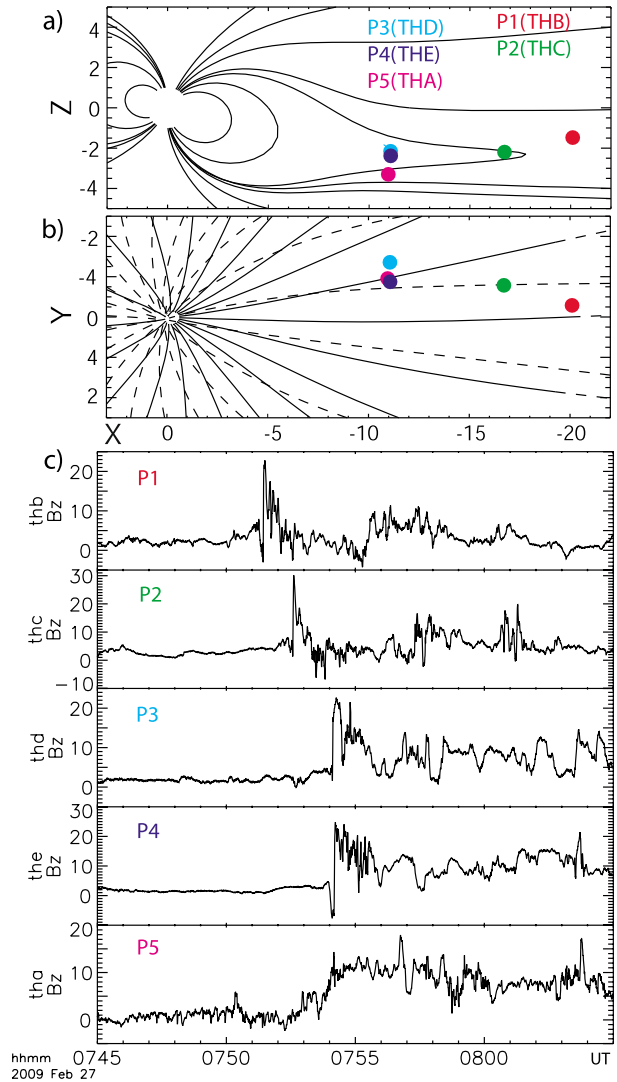 a)
P3(THD)
P1(THB)
P4(THE)
P2(THC)
P5(THA)
Z
4
2
0
-2
-4
b)
Y
-2
-4
0
4
2
X
0
-5
-10
-15
-20
c)
P1
thb
Bz
20
10
0
P2
thc
Bz
30
20
10
0
-10
P3
thd
Bz
20
10
0
P4
the
Bz
30
20
10
0
P5
tha
Bz
20
10
0
hhmm
0745
0750
0755
0800
UT
2009 Feb 27